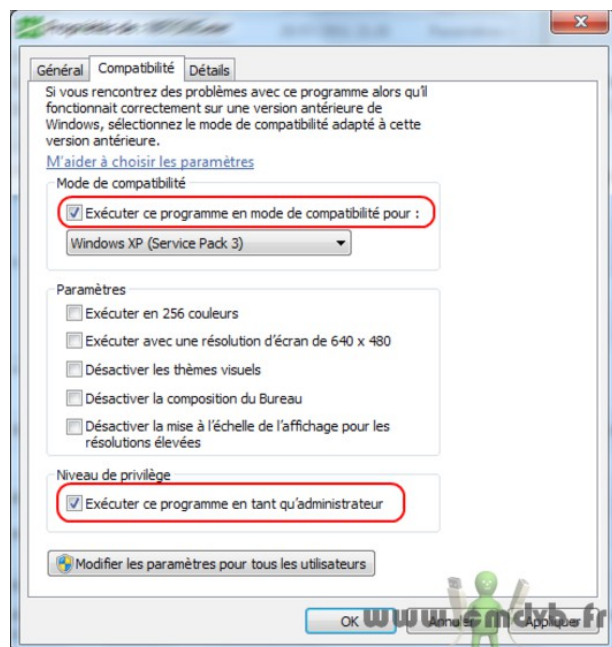 Général
Compatibilité
Détails
Si vous rencontrez des problèmes avec ce programme alors qu'il
fonctionnait correctement sur une version antérieure de
Windows, sélectionnez le mode de compatibilité adapté à cette
version antérieure.
M'aider à choisir les paramètres
Mode de compatibilité
Exécuter ce programme en mode de compatibilité pour :
Windows XP (Service Pack 3)
Paramètres
Exécuter en 256 couleurs
Exécuter avec une résolution d'écran de 640 x 480
Désactiver les thèmes visuels
Désactiver la composition du Bureau
Désactiver la mise à l'échelle de l'affichage pour les
résolutions élevées
Niveau de privilège
Exécuter ce programme en tant qu'administrateur
Modifier les paramètres pour tous les utilisateurs
OK
Annuler
Appliquer